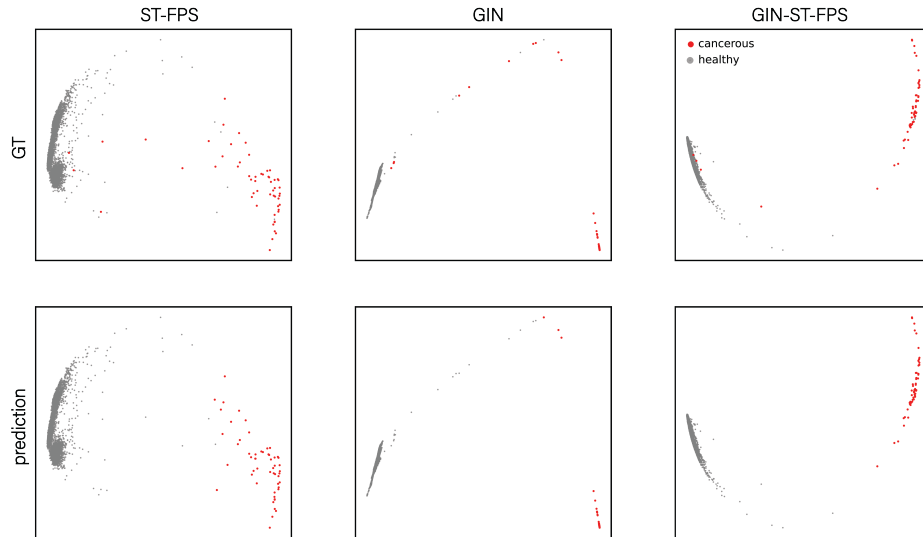 ST-FPS
GIN
GIN-ST-FPS
GT
cancerous
healthy
prediction